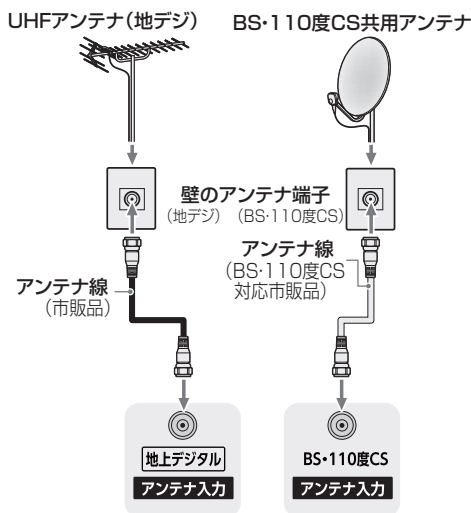 UHFアンテナ(地デジ)
BS・110度CS共用アンテナ
壁のアンテナ端子
(地デジ) (BS・110度CS)
アンテナ線
(市販品)
アンテナ線
(BS・110度CS
対応市販品)
地上デジタル
アンテナ入力
BS・110度CS
アンテナ入力